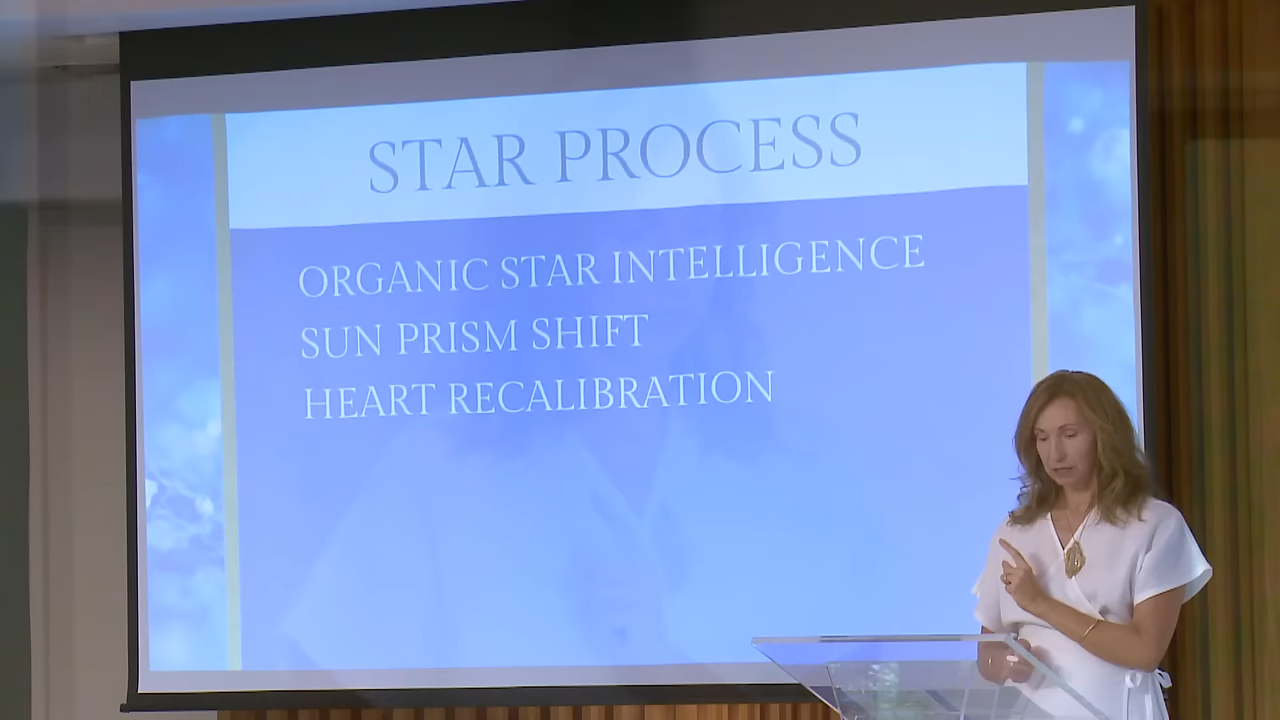 STAR PROCESS
ORGANIC STAR INTELLIGENCE
SUN PRISM SHIFT
HEART RECALIBRATION